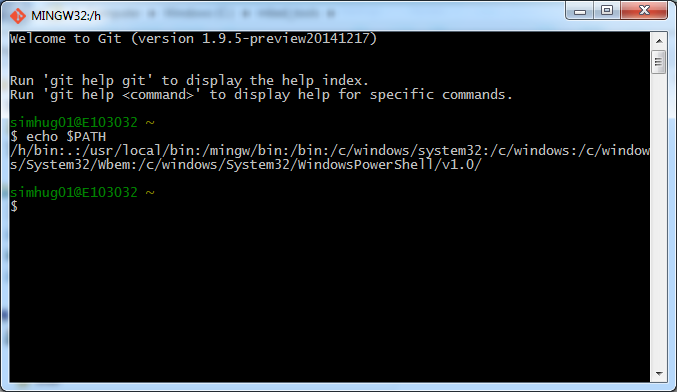 MINGW32:/h
Welcome to Git (version 1.9.5-preview20141217)
Run 'git help git' to display the help index.
Run 'git help <command>' to display help for specific commands.
simhug01@E103032 ~
$ echo $PATH
/h/bin:.:/usr/local/bin:/mingw/bin:/bin:/c/windows/system32:/c/windows:/c/window
s/System32/Wbem:/c/windows/System32/WindowsPowerShell/v1.0/
simhug01@E103032 ~
$